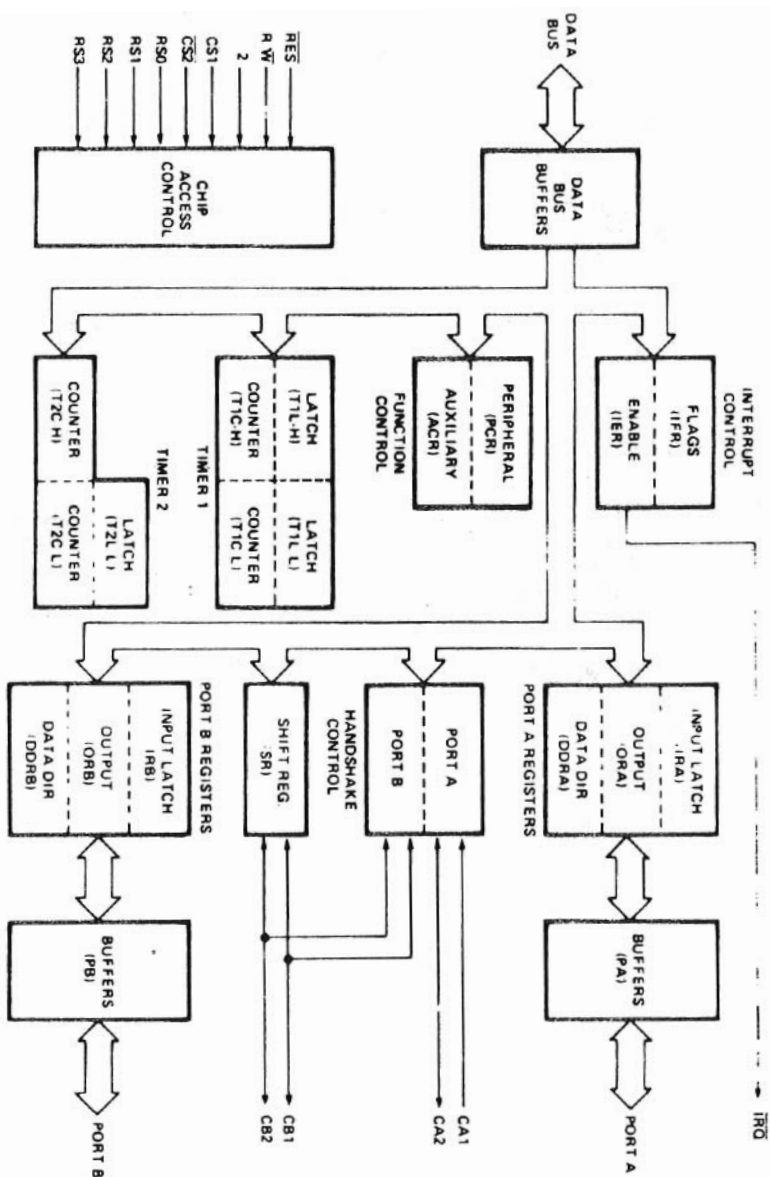 DATA
BUS
DATA
BUS
BUFFERS
RES
R W
2
CS1
CS2
RS0
RS1
RS2
RS3
CHIP
ACCESS
CONTROL
INTERRUPT
CONTROL
FLAGS
(IFR)
ENABLE
(IER)
PERIPHERAL
(PCR)
AUXILIARY
(ACR)
FUNCTION
CONTROL
LATCH
(T1L-H)
LATCH
(T1L L)
COUNTER
(T1C-H)
COUNTER
(T1C L)
TIMER 1
TIMER 2
LATCH
(T2L L)
COUNTER
(T2C H)
COUNTER
(T2C L)
IRQ
INPUT LATCH
(IRA)
OUTPUT
(ORA)
DATA DIR
(DDRA)
PORT A REGISTERS
BUFFERS
(PA)
PORT A
PORT A
PORT B
HANDSHAKE
CONTROL
CA1
CA2
SHIFT REG.
(SR)
CB1
CB2
PORT B REGISTERS
INPUT LATCH
(IRB)
OUTPUT
(ORB)
DATA DIR
(DDRB)
BUFFERS
(PB)
PORT B